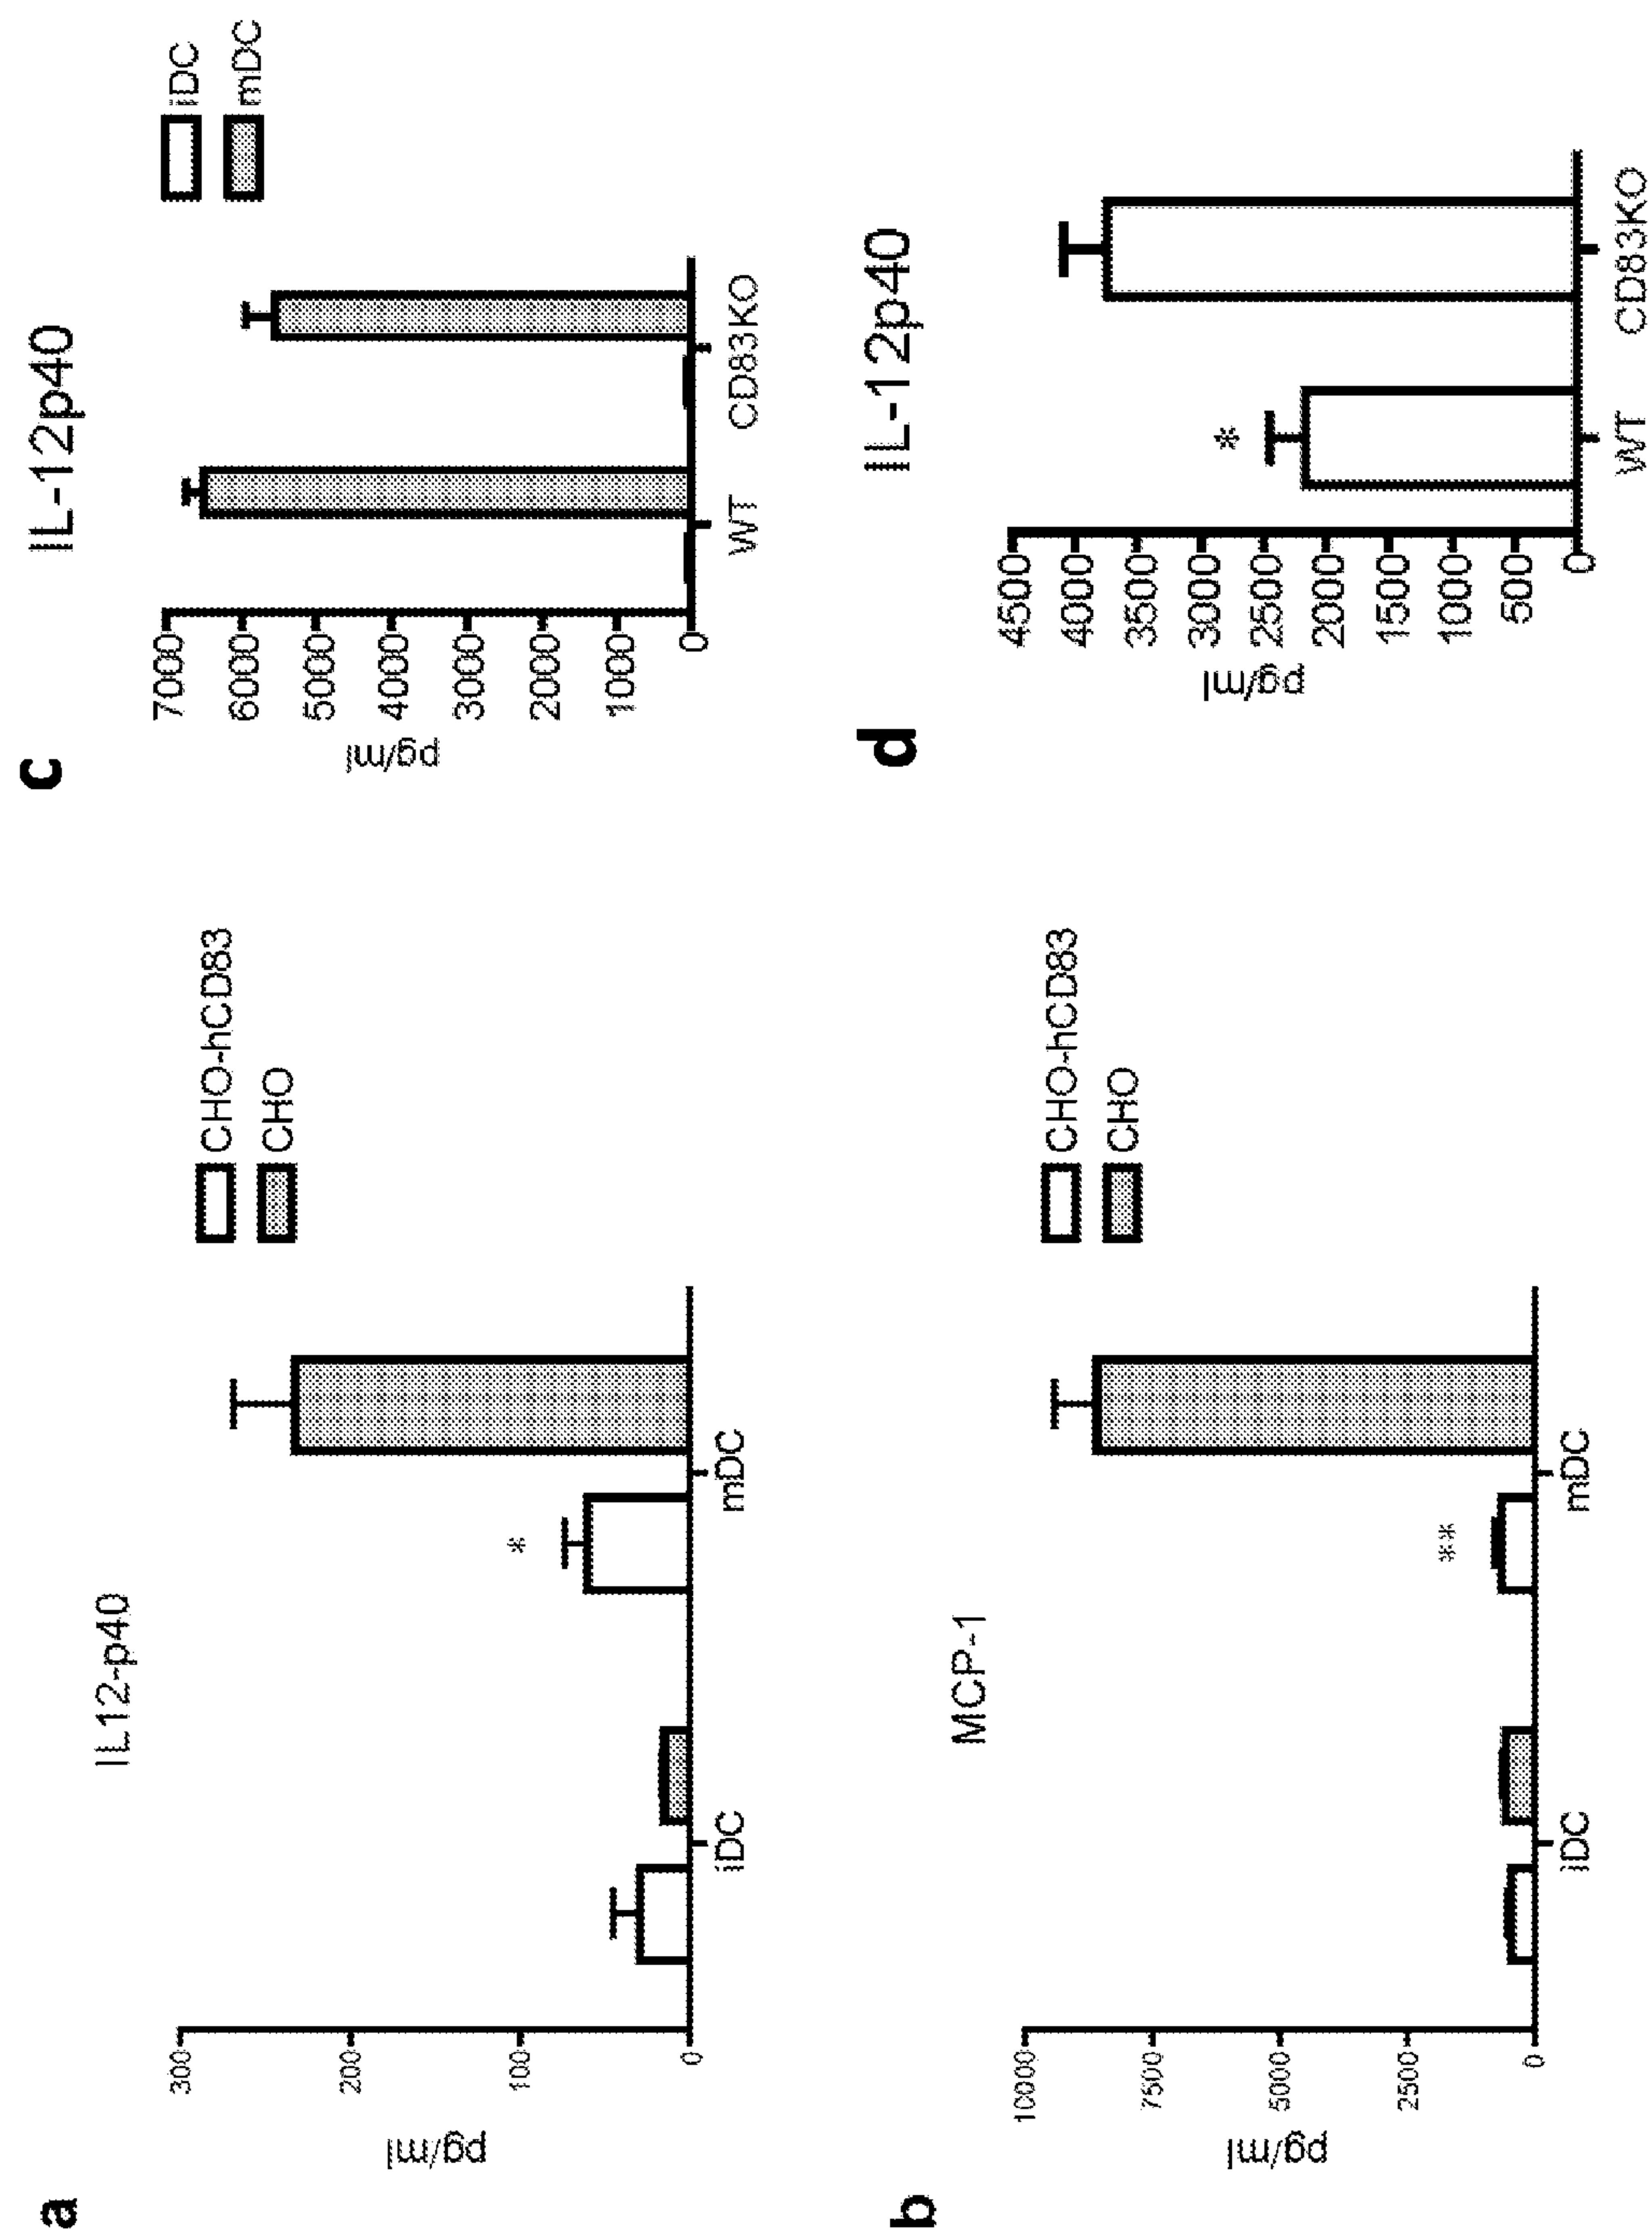 a
IL12-p40
pg/ml
300
200
100
0
iDC
mDC
*
CHO-hCD83
CHO
b
MCP-1
pg/ml
10000
7500
5000
2500
0
iDC
mDC
**
CHO-hCD83
CHO
c
IL-12p40
pg/ml
7000
6000
5000
4000
3000
2000
1000
0
WT
CD83KO
iDC
mDC
d
IL-12p40
pg/ml
4500
4000
3500
3000
2500
2000
1500
1000
500
0
*
WT
CD83KO